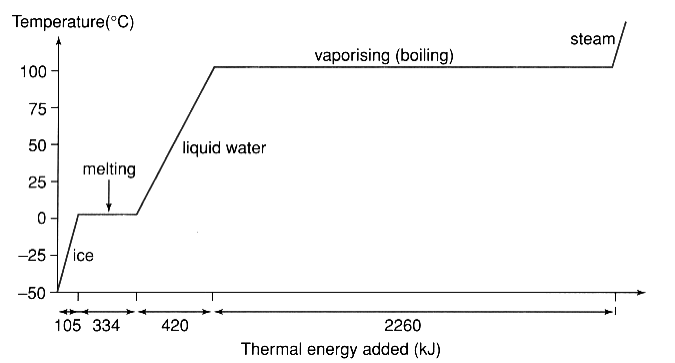 Temperature(°C)
steam
vaporising (boiling)
100
75
liquid water
50
melting
25
0
ice
−25
−50
105 334 420 2260
Thermal energy added (kJ)